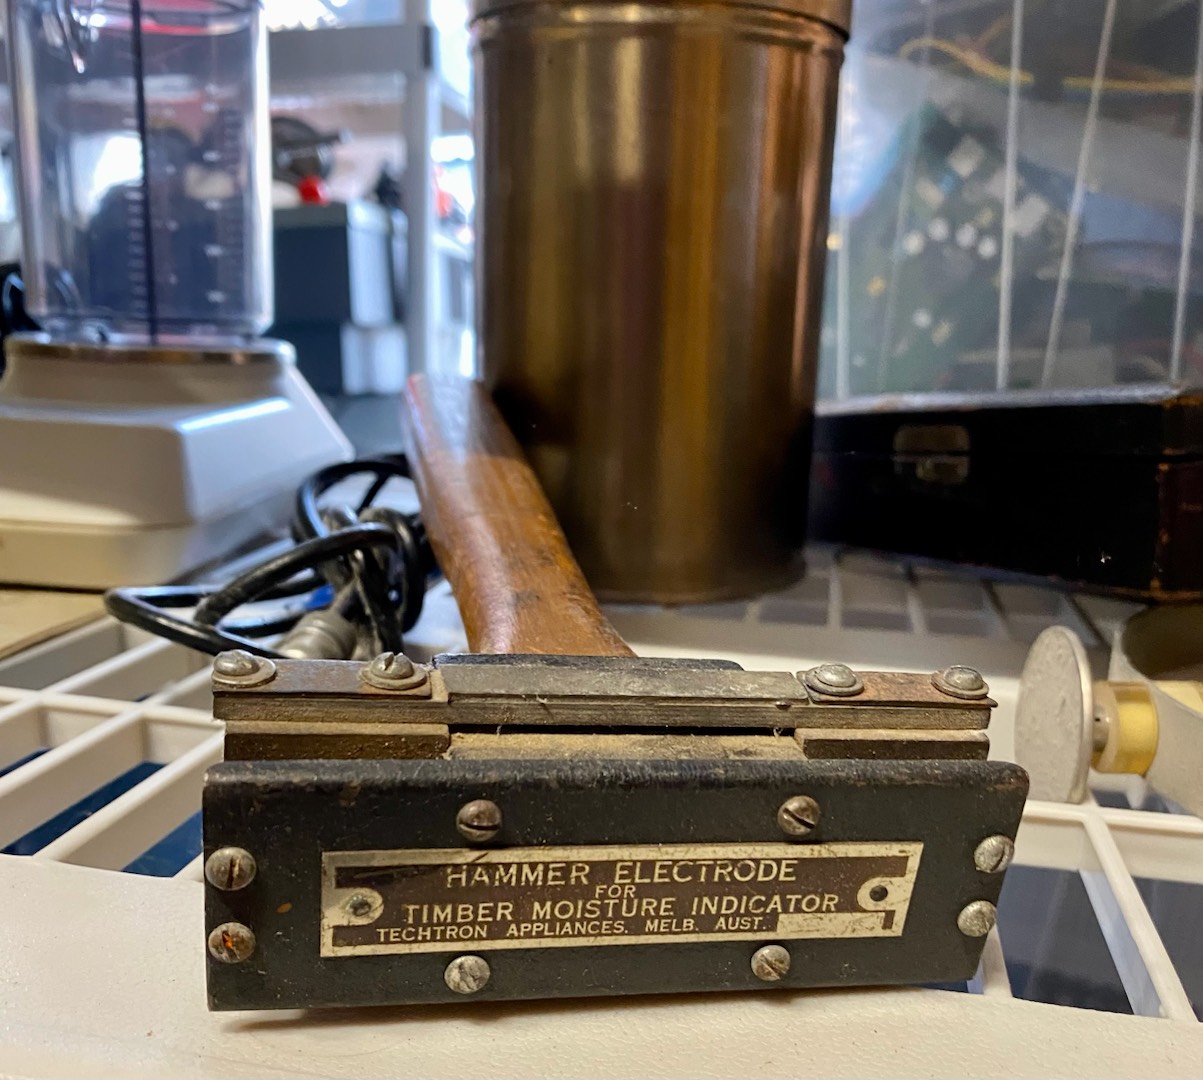 HAMMER ELECTRODE
FOR
TIMBER MOISTURE INDICATOR
TECHTRON APPLIANCES. MELB. AUST.